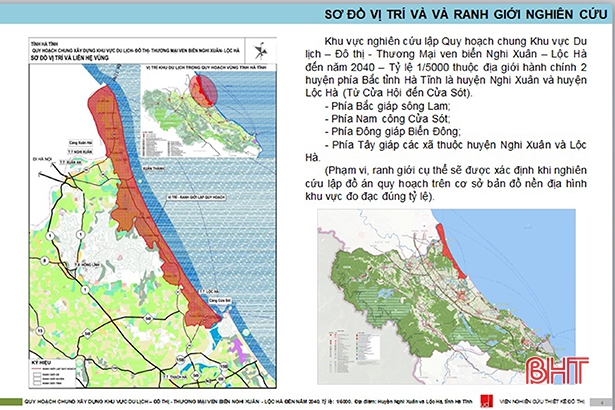 SƠ ĐỒ VỊ TRÍ VÀ VÀ RANH GIỚI NGHIÊN CỨU
TỈNH HÀ TĨNH
QUY HOẠCH CHUNG XÂY DỰNG KHU VỰC DU LỊCH- ĐÔ THỊ- THƯƠNG MẠI VEN BIỂN NGHI XUÂN- LỘC HÀ
SƠ ĐỒ VỊ TRÍ VÀ LIÊN HỆ VÙNG
VỊ TRÍ KHU DU LỊCH TRONG QUY HOẠCH VÙNG TỈNH HÀ TĨNH
Cảng Xuân Hải
T.T NGHI XUÂN
ĐI HÀ NỘI
T.T XUÂN AN
XUÂN THÀNH
VỊ TRÍ - RANH GIỚI LẬP QUY HOẠCH
T.X HỒNG LĨNH
T.T LỘC HÀ
Cảng Cửa Sót
KÝ HIỆU
Khu vực nghiên cứu lập Quy hoạch chung Khu vực Du
lịch – Đô thị - Thương Mại ven biển Nghi Xuân – Lộc Hà
đến năm 2040 – Tỷ lệ 1/5000 thuộc địa giới hành chính 2
huyện phía Bắc tỉnh Hà Tĩnh là huyện Nghi Xuân và huyện
Lộc Hà (Từ Cửa Hội đến Cửa Sót).
- Phía Bắc giáp sông Lam;
- Phía Nam công Cửa Sót;
- Phía Đông giáp Biển Đông;
- Phía Tây giáp các xã thuộc huyện Nghi Xuân và Lộc
Hà.
(Phạm vi, ranh giới cụ thể sẽ được xác định khi nghiên
cứu lập đồ án quy hoạch trên cơ sở bản đồ nền địa hình
khu vực đo đạc đúng tỷ lệ).
BHT
QUY HOẠCH CHUNG XÂY DỰNG KHU VỰC DU LỊCH – ĐÔ THỊ - THƯƠNG MẠI VEN BIỂN NGHI XUÂN - LỘC HÀ ĐẾN NĂM 2040. Tỷ lệ: 1/5000. Địa điểm: Huyện Nghi Xuân và Lộc Hà, tỉnh Hà Tĩnh
VIỆN NGHIÊN CỨU THIẾT KẾ ĐÔ THỊ
4